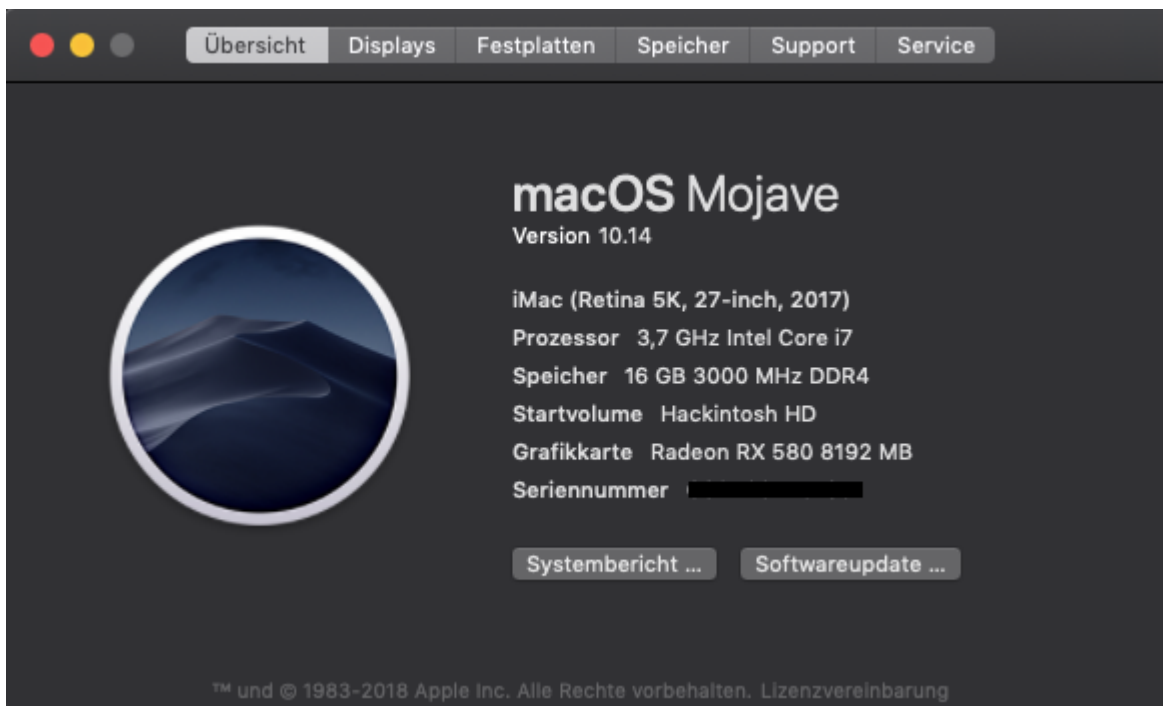 Übersicht Displays Festplatten Speicher Support Service
macOS Mojave
Version 10.14
iMac (Retina 5K, 27-inch, 2017)
Prozessor 3,7 GHz Intel Core i7
Speicher 16 GB 3000 MHz DDR4
Startvolume Hackintosh HD
Grafikkarte Radeon RX 580 8192 MB
Seriennummer
Systembericht ... Softwareupdate ...
™ und © 1983-2018 Apple Inc. Alle Rechte vorbehalten. Lizenzvereinbarung